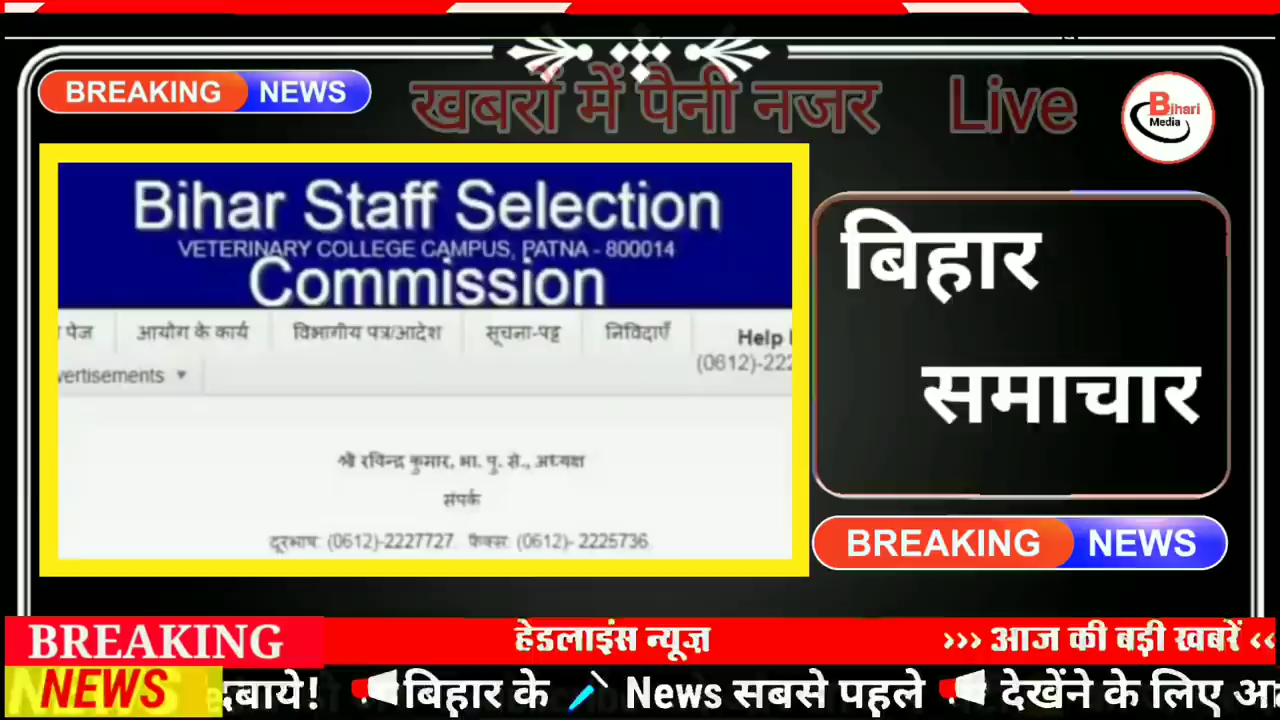 BREAKING NEWS
खबरों में पैनी नजर Live
Bihari
Media
Bihar Staff Selection
VETERINARY COLLEGE CAMPUS, PATNA - 800014
Commission
पेज आयोग के कार्य विभागीय पत्र/आदेश सूचना-पट्ट निविदाएँ Help
(0612)-222
vertisements
श्री रविन्द्र कुमार, भा. पु. से., अध्यक्ष
संपर्क
दूरभाष: (0612)-2227727, फैक्स: (0612)- 2225736
बिहार
समाचार
BREAKING NEWS
BREAKING
हेडलाइंस न्यूज़ ››› आज की बड़ी खबरें ‹‹
NEWS
दबाये! बिहार के News सबसे पहले देखेंने के लिए